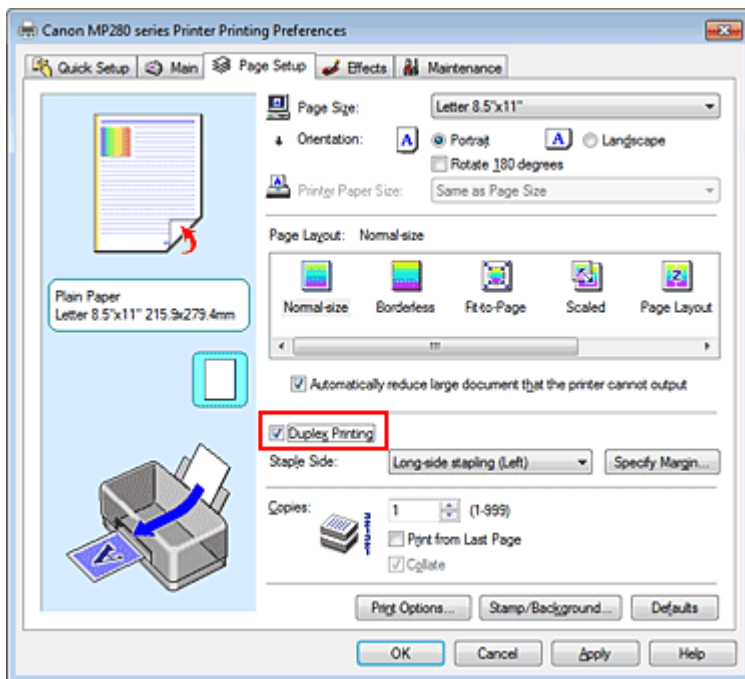 Canon MP280 series Printer Printing Preferences
Quick Setup Main Page Setup Effects Maintenance
Page Size: Letter 8.5"x11"
Orientation: A Portrait A Landscape
Rotate 180 degrees
Printer Paper Size: Same as Page Size
Page Layout: Normal-size
Normal-size Borderless Fit-to-Page Scaled Page Layout
Plain Paper
Letter 8.5"x11" 215.9x279.4mm
Automatically reduce large document that the printer cannot output
Duplex Printing
Staple Side: Long-side stapling (Left) Specify Margin...
Copies: 1 (1-999)
Print from Last Page
Collate
Print Options... Stamp/Background... Defaults
OK Cancel Apply Help